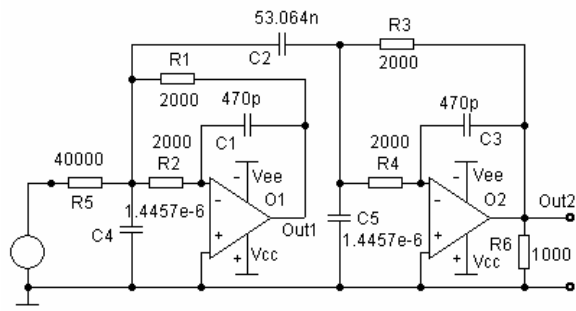 53.064n
C2
R3
2000
R1
2000
470p
C1
470p
C3
40000
R5
2000
R2
2000
R4
- Vee
- Vee
1.4457e-6
C4
-
+
O1
Out1
+ Vcc
C5
1.4457e-6
-
+
O2
Out2
+ Vcc
R6
1000